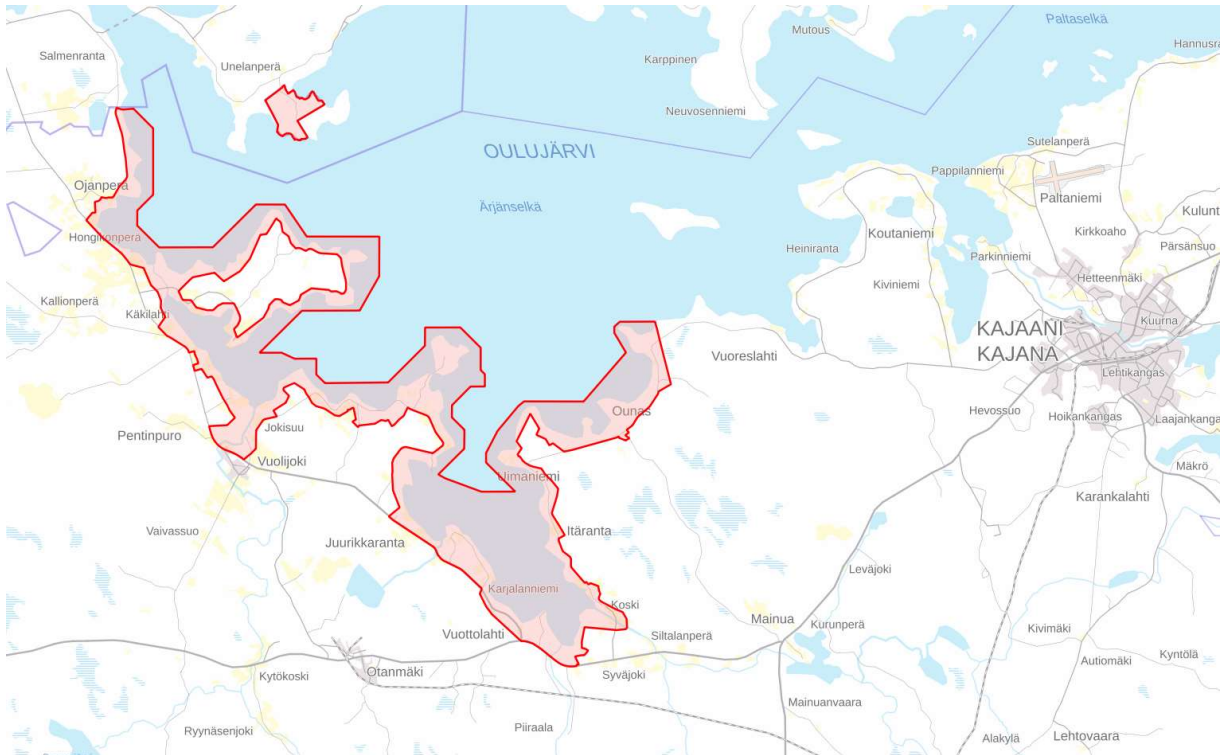 Paltaselkä
Mutous
Hannusra
Salmenranta
Karppinen
Unelanperä
Neuvosenniemi
OULUJÄRVI
Sutelanperä
Pappilanniemi
Ojanperä
Paltaniemi
Ärjänselkä
Kulunt
Koutaniemi
Kirkkoaho
Hongikonperä
Heiniranta
Pärsänsuo
Parkinniemi
Hetteenmäki
Kiviniemi
Kallionperä
Käkilahti
Kuurna
KAJAANI
KAJANA
Vuoreslahti
Lehtikangas
Ounas
Hevossuo
Hoikankangas
Laajankangas
Jokisuu
Pentinpuro
Vuolijoki
Mäkrö
Uimaniemi
Karankalahti
Vaivassuo
Itäranta
Juurikkaranta
Leväjoki
Karjalanniemi
Koski
Mainua
Kurunperä
Kivimäki
Vuottolahti
Siltalanperä
Kyntölä
Autiomäki
Otanmäki
Syväjoki
Kytökoski
Mainuanvaara
Ryynäsenjoki
Piiraala
Alakylä
Lehtovaara